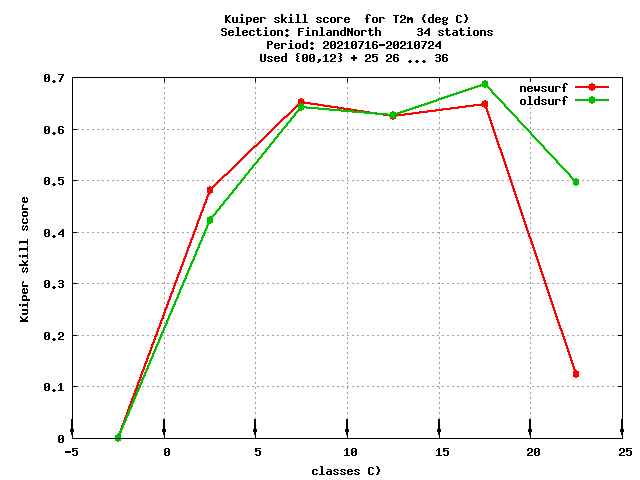 Kuiper skill score  for T2m (deg C)
Selection: FinlandNorth     34 stations
Period: 20210716-20210724
Used {00,12} + 25 26 ... 36
newsurf
oldsurf
0.7
0.6
0.5
0.4
0.3
0.2
0.1
0
Kuiper skill score
-5 0 5 10 15 20 25
classes C)